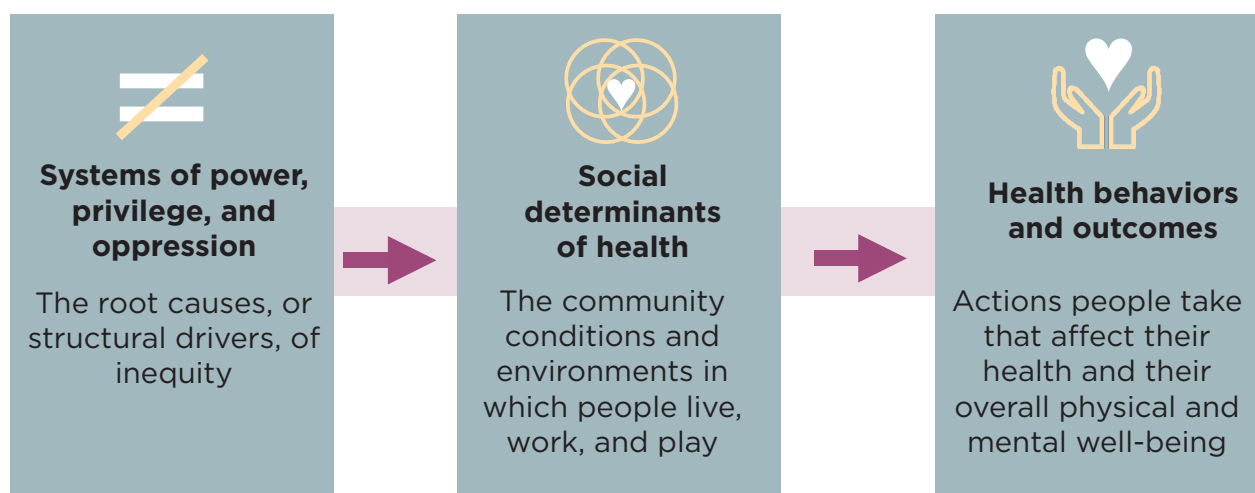 Systems of power,
privilege, and
oppression
The root causes, or
structural drivers, of
inequity
Social
determinants
of health
The community
conditions and
environments in
which people live,
work, and play
Health behaviors
and outcomes
Actions people take
that affect their
health and their
overall physical and
mental well-being